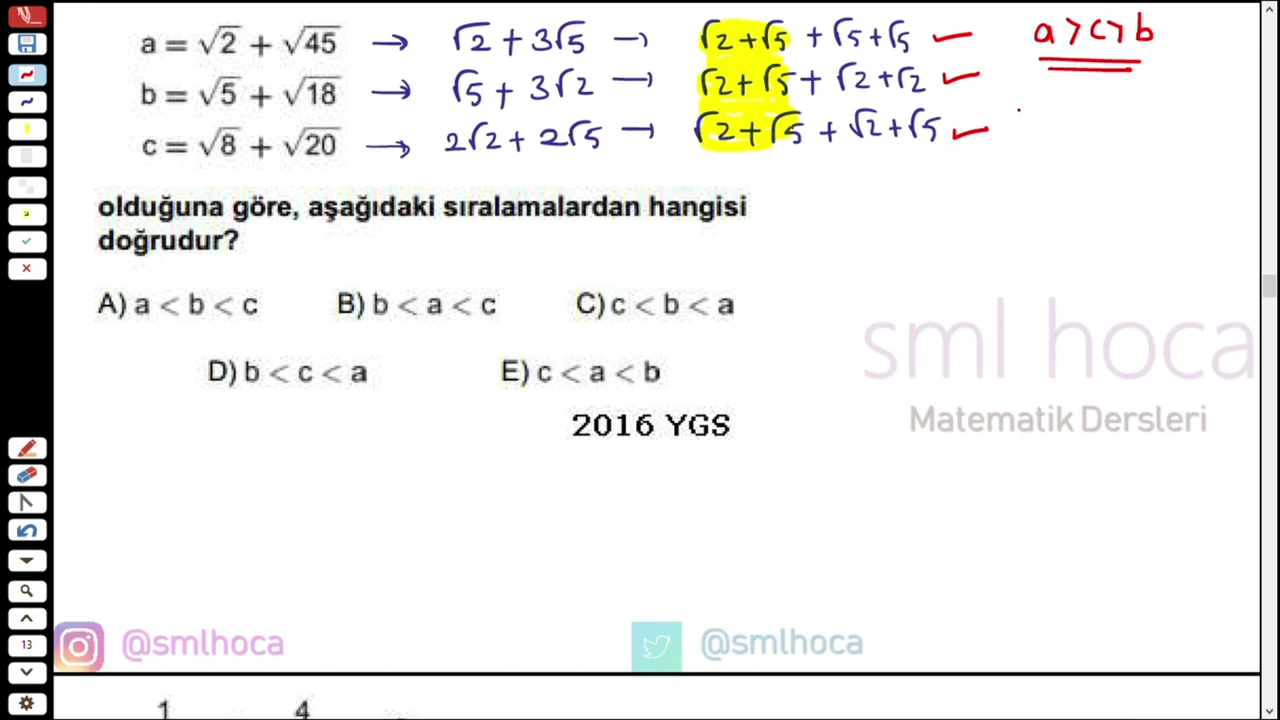 a = √2 + √45 → √2 + 3√5 → √2 + √5 + √5 + √5 a > c > b
b = √5 + √18 → √5 + 3√2 → √2 + √5 + √2 + √2
c = √8 + √20 → 2√2 + 2√5 → √2 + √5 + √2 + √5
olduğuna göre, aşağıdaki sıralamalardan hangisi
doğrudur?
A) a < b < c B) b < a < c C) c < b < a
D) b < c < a E) c < a < b
2016 YGS
sml hoca
Matematik Dersleri
13
@smlhoca @smlhoca
1 4